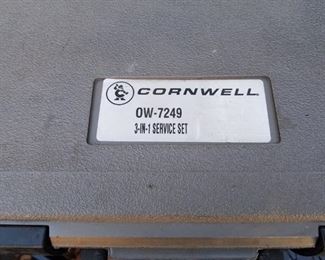 CORNWELL
OW-7249
3-IN-1 SERVICE SET